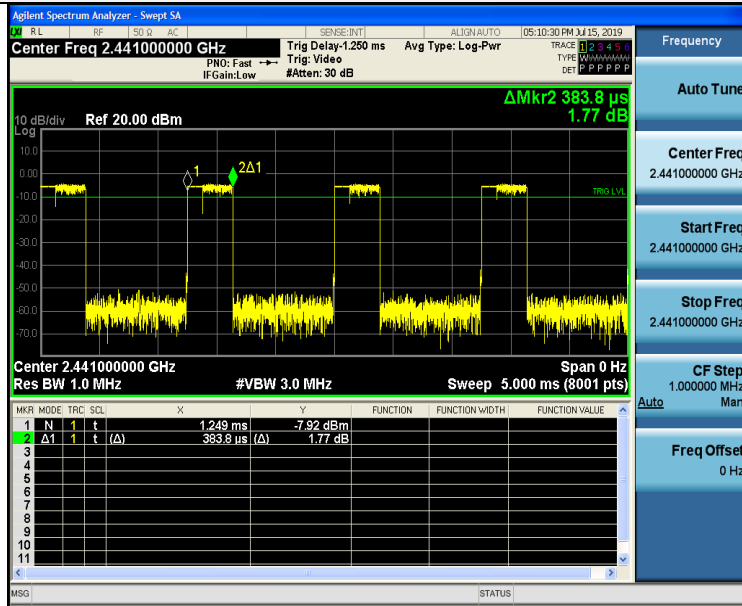 Agilent Spectrum Analyzer - Swept SA
LXI RL RF 50 Ω AC SENSE:INT ALIGN AUTO 05:10:30 PM Jul 15, 2019
Center Freq 2.441000000 GHz Trig Delay-1.250 ms Avg Type: Log-Pwr TRACE 1 2 3 4 5 6
PNO: Fast Trig: Video TYPE W
IFGain:Low #Atten: 30 dB DET P P P P P P
Frequency
ΔMkr2 383.8 µs
1.77 dB
10 dB/div Ref 20.00 dBm
Log
10.0
0.00
-10.0
-20.0
-30.0
-40.0
-50.0
-60.0
-70.0
1
2Δ1
TRIG LVL
Center 2.441000000 GHz Span 0 Hz
Res BW 1.0 MHz #VBW 3.0 MHz Sweep 5.000 ms (8001 pts)
MKR MODE TRC SCL X Y FUNCTION FUNCTION WIDTH FUNCTION VALUE
1 N 1 t 1.249 ms -7.92 dBm
2 Δ1 1 t (Δ) 383.8 µs (Δ) 1.77 dB
3
4
5
6
7
8
9
10
11
MSG STATUS
Auto Tune
Center Freq
2.441000000 GHz
Start Freq
2.441000000 GHz
Stop Freq
2.441000000 GHz
CF Step
1.000000 MHz
Auto Man
Freq Offset
0 Hz